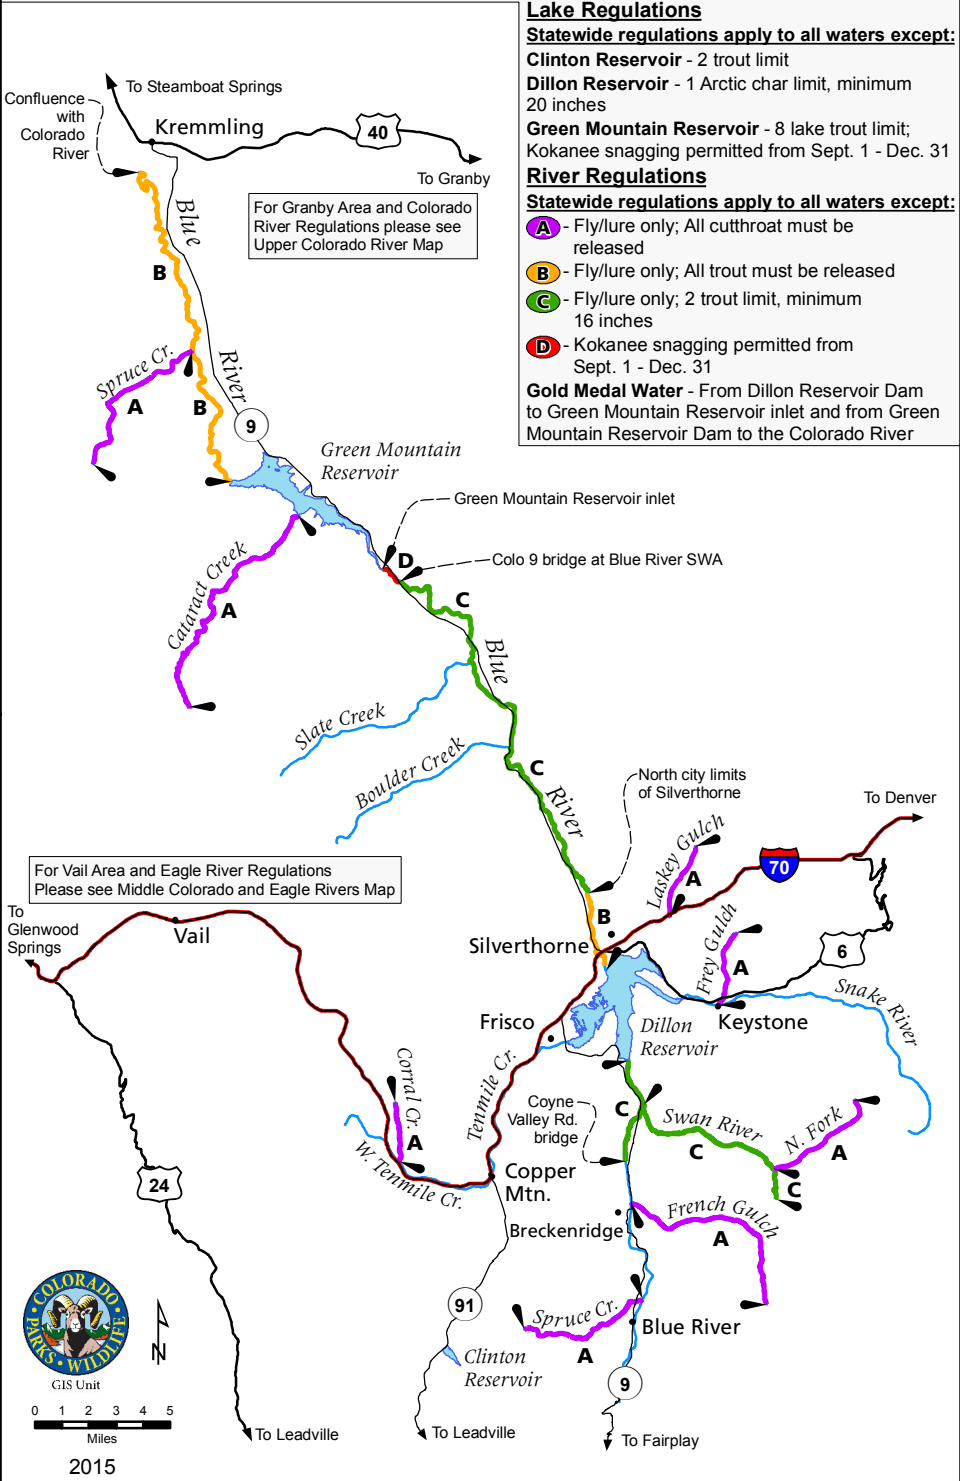 Lake Regulations
Statewide regulations apply to all waters except:
Clinton Reservoir - 2 trout limit
Dillon Reservoir - 1 Arctic char limit, minimum
20 inches
Green Mountain Reservoir - 8 lake trout limit;
Kokanee snagging permitted from Sept. 1 - Dec. 31
River Regulations
Statewide regulations apply to all waters except:
A - Fly/lure only; All cutthroat must be
released
B - Fly/lure only; All trout must be released
C - Fly/lure only; 2 trout limit, minimum
16 inches
D - Kokanee snagging permitted from
Sept. 1 - Dec. 31
Gold Medal Water - From Dillon Reservoir Dam
to Green Mountain Reservoir inlet and from Green
Mountain Reservoir Dam to the Colorado River
To Steamboat Springs
Confluence
with
Colorado
River
Kremmling
40
To Granby
For Granby Area and Colorado
River Regulations please see
Upper Colorado River Map
Blue
B
River
Spruce Cr.
A
B
9
Green Mountain
Reservoir
Green Mountain Reservoir inlet
D
Colo 9 bridge at Blue River SWA
C
Cataract Creek
A
Blue
Slate Creek
Boulder Creek
C
River
North city limits
of Silverthorne
To Denver
Laskey Gulch
A
70
For Vail Area and Eagle River Regulations
Please see Middle Colorado and Eagle Rivers Map
To
Glenwood
Springs
Vail
B
Silverthorne
Frey Gulch
A
6
Snake River
Frisco
Dillon
Reservoir
Keystone
Tenmile Cr.
Corral Cr.
A
W. Tenmile Cr.
Coyne
Valley Rd.
bridge
C
Swan River
C
N. Fork
A
C
24
Copper
Mtn.
Breckenridge
French Gulch
A
91
Spruce Cr.
A
Blue River
Clinton
Reservoir
9
COLORADO
PARKS • WILDLIFE
GIS Unit
N
0 1 2 3 4 5
Miles
2015
To Leadville
To Leadville
To Fairplay